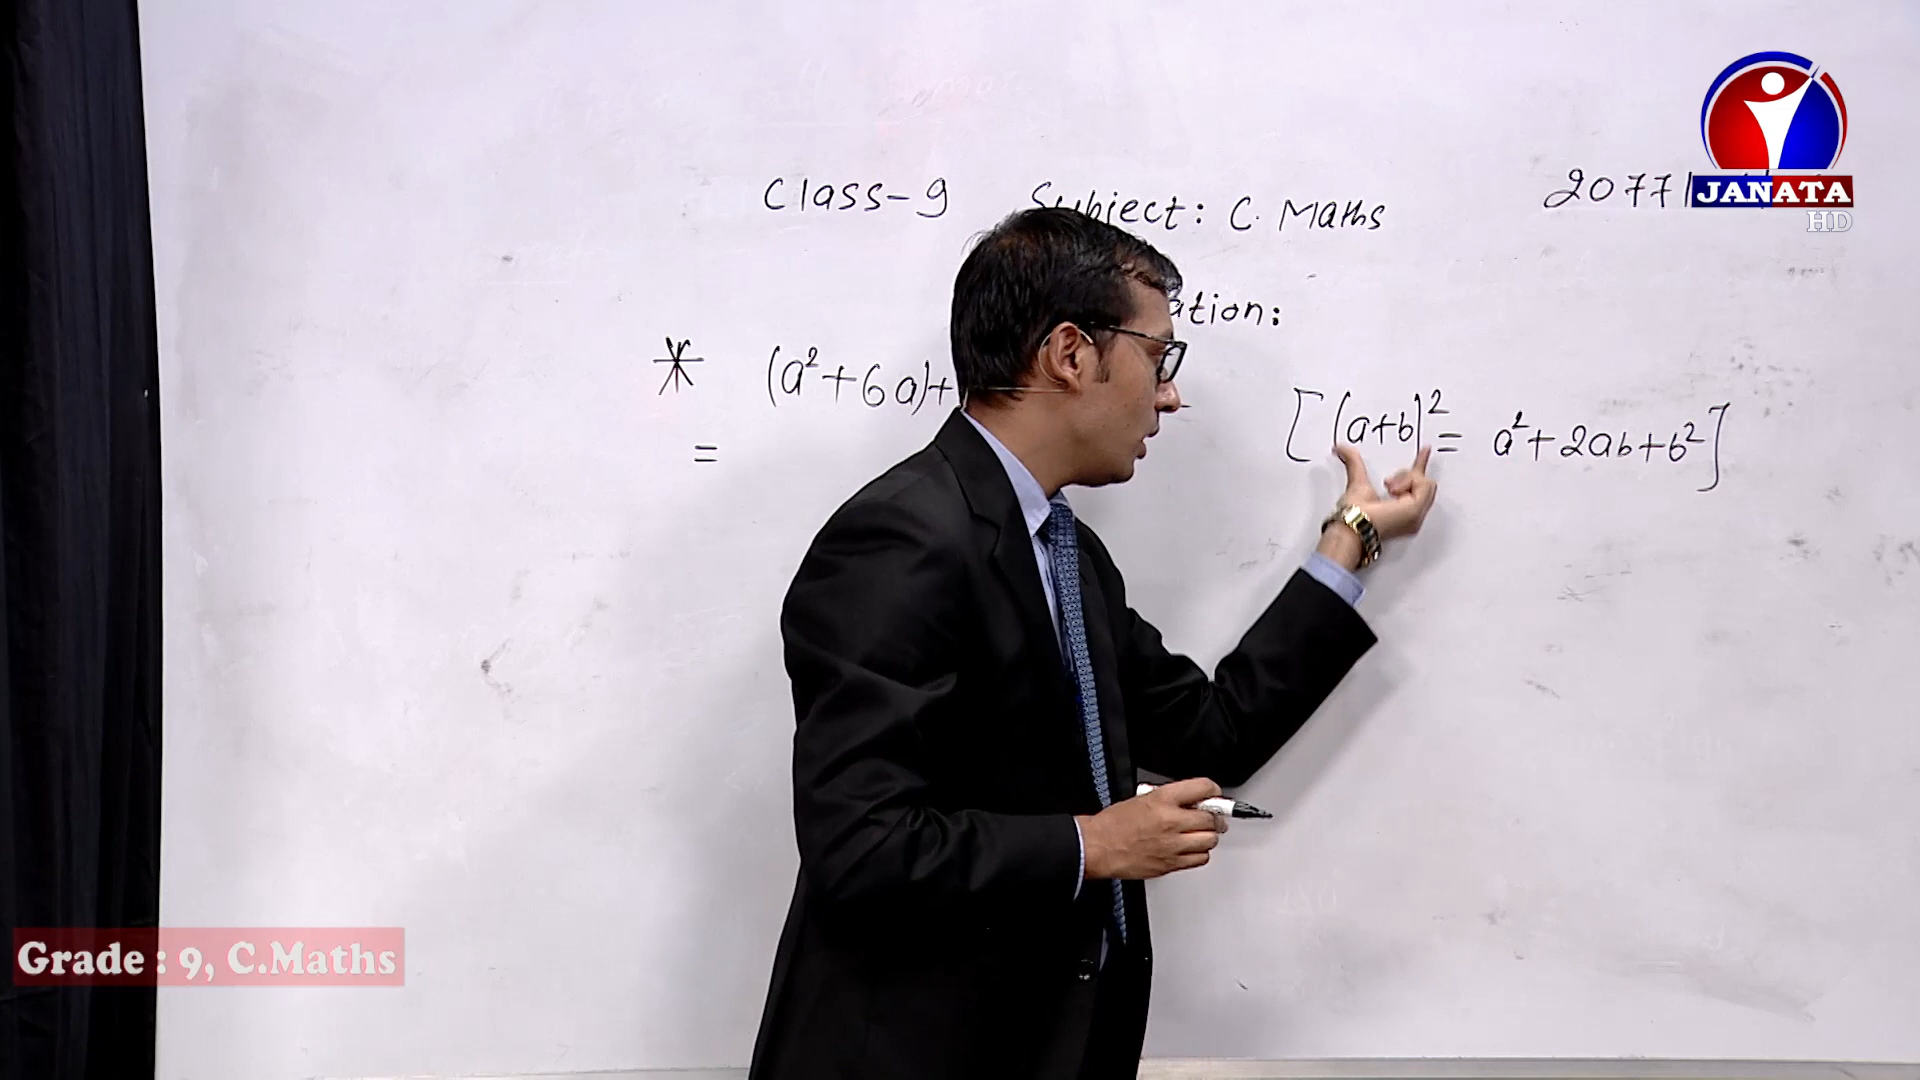 Class-9 Subject: C. Maths 2077/
ation:
* (a²+6a)+
[(a+b)² = a²+2ab+b²]
=
JANATA
HD
Grade : 9, C.Maths